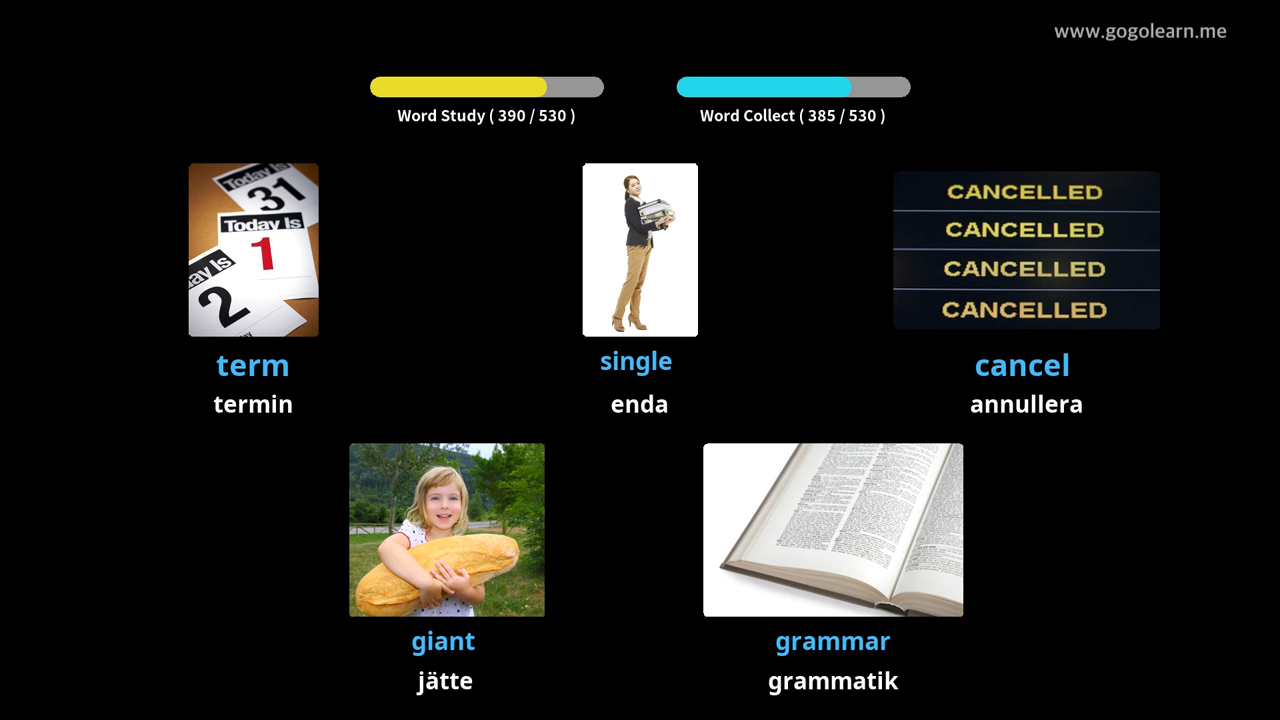 www.gogolearn.me
Word Study ( 390 / 530 )
Word Collect ( 385 / 530 )
Today Is
31
Today Is
1
ay Is
2
CANCELLED
CANCELLED
CANCELLED
CANCELLED
term
single
cancel
termin
enda
annullera
giant
grammar
jätte
grammatik